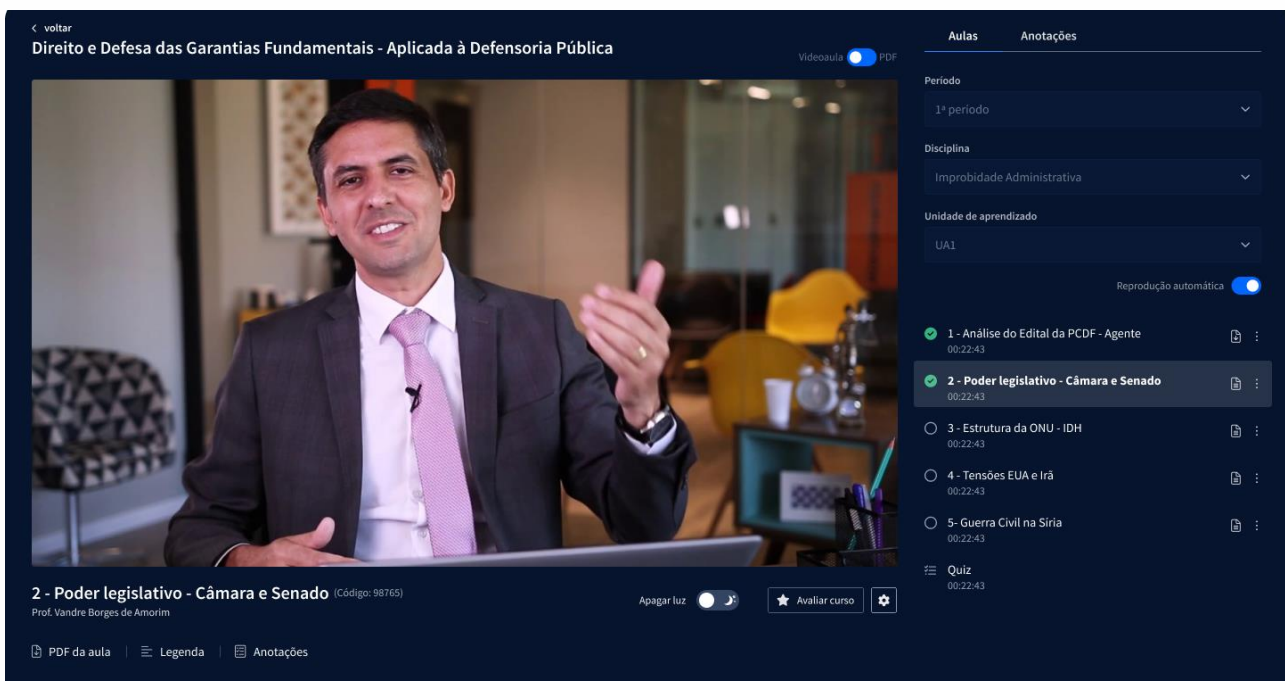 voltar
Direito e Defesa das Garantias Fundamentais - Aplicada à Defensoria Pública
Videoaula PDF
2 - Poder legislativo - Câmara e Senado (Código: 98765)
Prof. Vandre Borges de Amorim
Apagar luz
Avaliar curso
PDF da aula
Legenda
Anotações
Aulas Anotações
Período
1ª período
Disciplina
Improbidade Administrativa
Unidade de aprendizado
UA1
Reprodução automática
1 - Análise do Edital da PCDF - Agente
00:22:43
2 - Poder legislativo - Câmara e Senado
00:22:43
3 - Estrutura da ONU - IDH
00:22:43
4 - Tensões EUA e Irã
00:22:43
5- Guerra Civil na Síria
00:22:43
Quiz
00:22:43